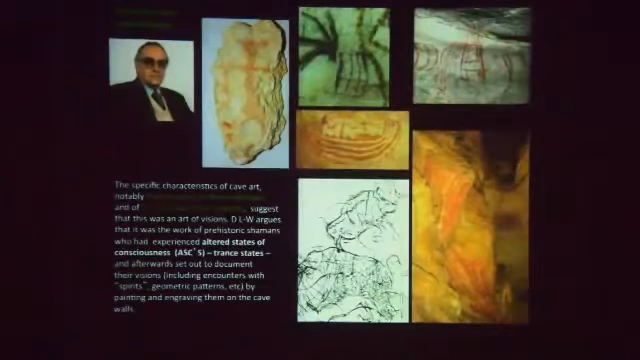 The specific characteristics of cave art,
notably
and of suggest
that this was an art of visions. D L-W argues
that it was the work of prehistoric shamans
who had experienced altered states of
consciousness (ASC'S) – trance states –
and afterwards set out to document
their visions (including encounters with
"spirits", geometric patterns, etc) by
painting and engraving them on the cave
walls.